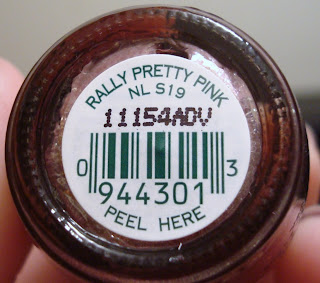 RALLY PRETTY PINK
NL S19
11154ADV
0 944301 3
PEEL HERE